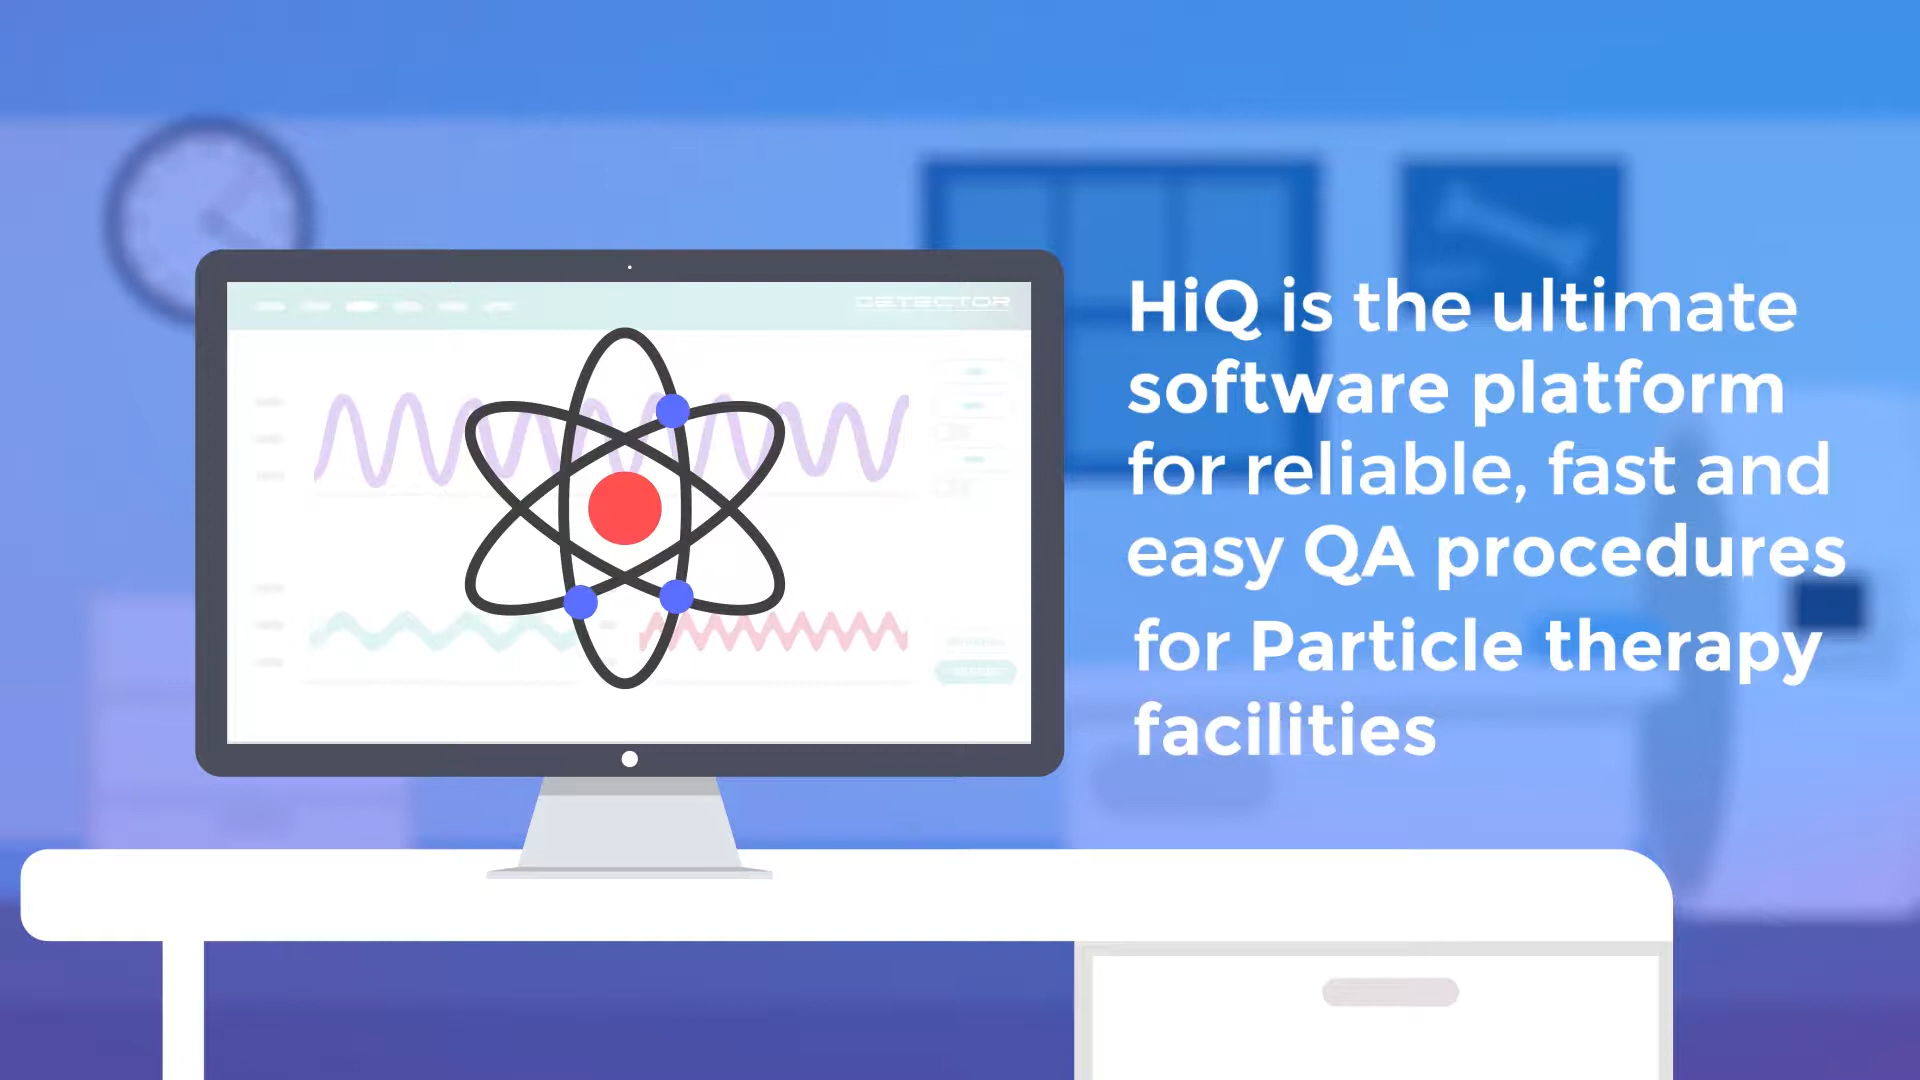 DETECTOR
HiQ is the ultimate
software platform
for reliable, fast and
easy QA procedures
for Particle therapy
facilities